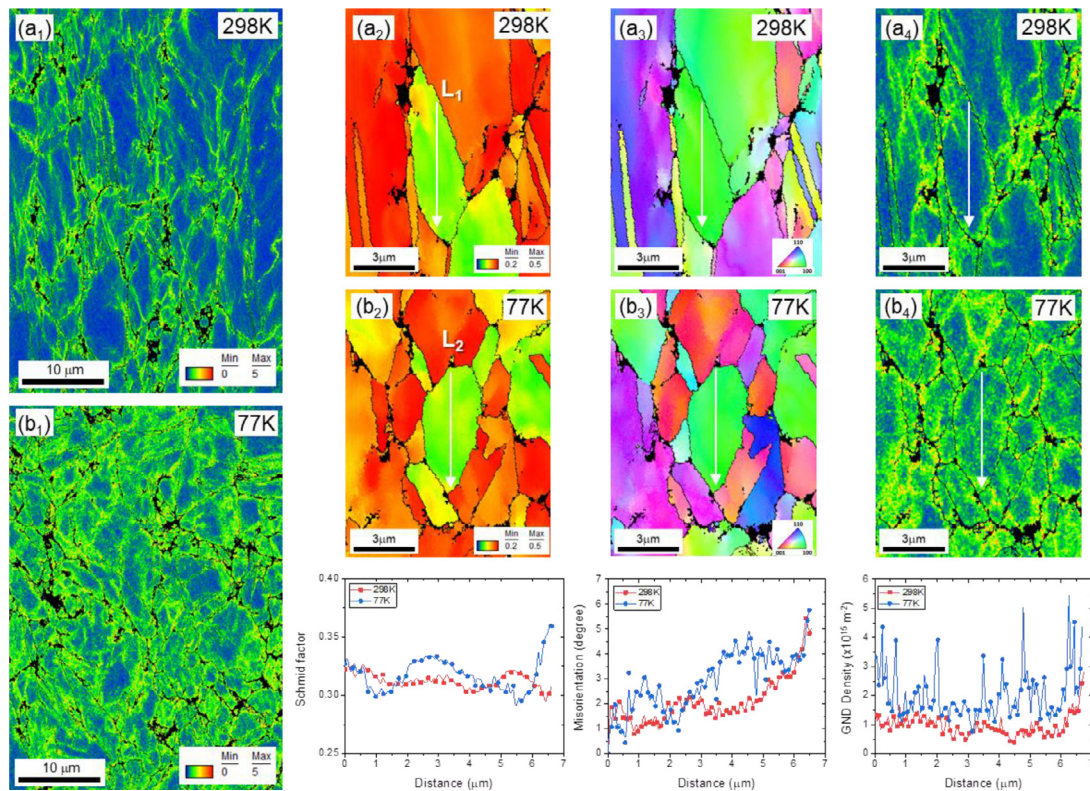 (a₁) 298K
Min Max
0 5
10 μm
(b₁) 77K
Min Max
0 5
10 μm
(a₂) 298K
L₁
Min Max
0.2 0.5
3μm
(a₃) 298K
110
001 100
3μm
(a₄) 298K
3μm
(b₂) 77K
L₂
Min Max
0.2 0.5
3μm
(b₃) 77K
110
001 100
3μm
(b₄) 77K
3μm
0.40
0.35
0.30
0.25
Schmid factor
298K
77K
0 1 2 3 4 5 6 7
Distance (μm)
7
6
5
4
3
2
1
0
Misorientation (degree)
298K
77K
0 1 2 3 4 5 6 7
Distance (μm)
6
5
4
3
2
1
0
GND Density (x10¹⁵ m⁻²)
298K
77K
0 1 2 3 4 5 6 7
Distance (μm)